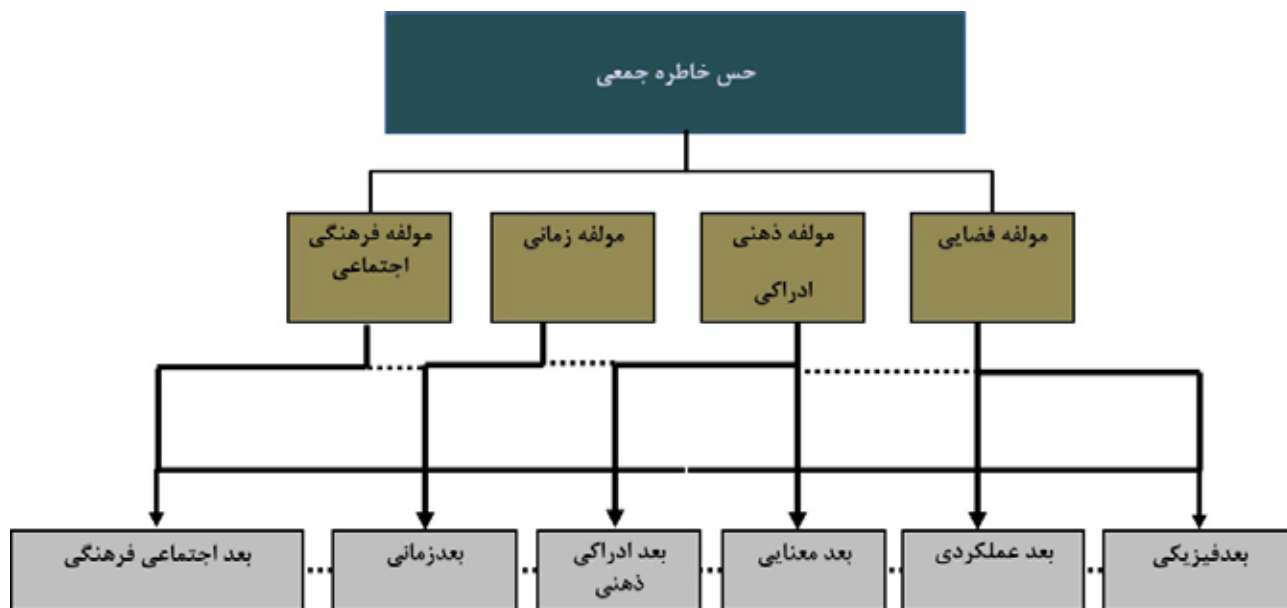 حس خاطره جمعی
مولفه فضایی
مولفه ذهنی
ادراکی
مولفه زمانی
مولفه فرهنگی
اجتماعی
بعدفیزیکی
بعد عملکردی
بعد معنایی
بعد ادراکی
ذهنی
بعدزمانی
بعد اجتماعی فرهنگی